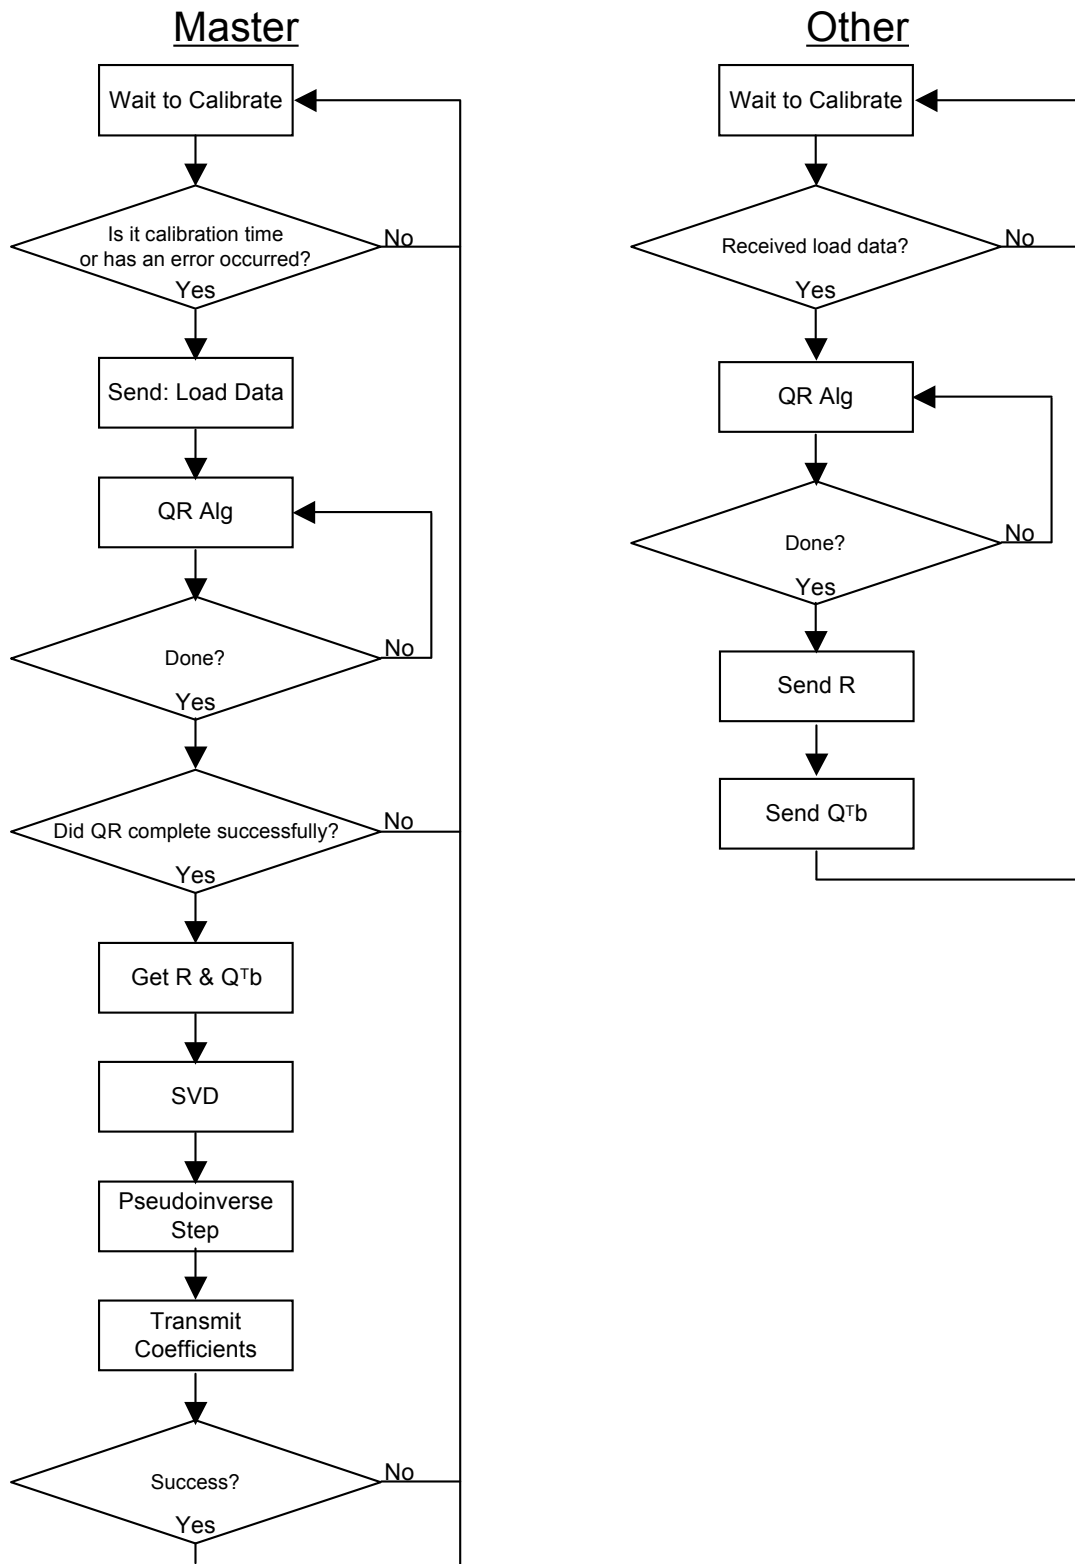 Master
Wait to Calibrate
Is it calibration time
or has an error occurred?
No
Yes
Send: Load Data
QR Alg
Done?
No
Yes
Did QR complete successfully?
No
Yes
Get R & Qᵀb
SVD
Pseudoinverse
Step
Transmit
Coefficients
Success?
No
Yes
Other
Wait to Calibrate
Received load data?
No
Yes
QR Alg
Done?
No
Yes
Send R
Send Qᵀb